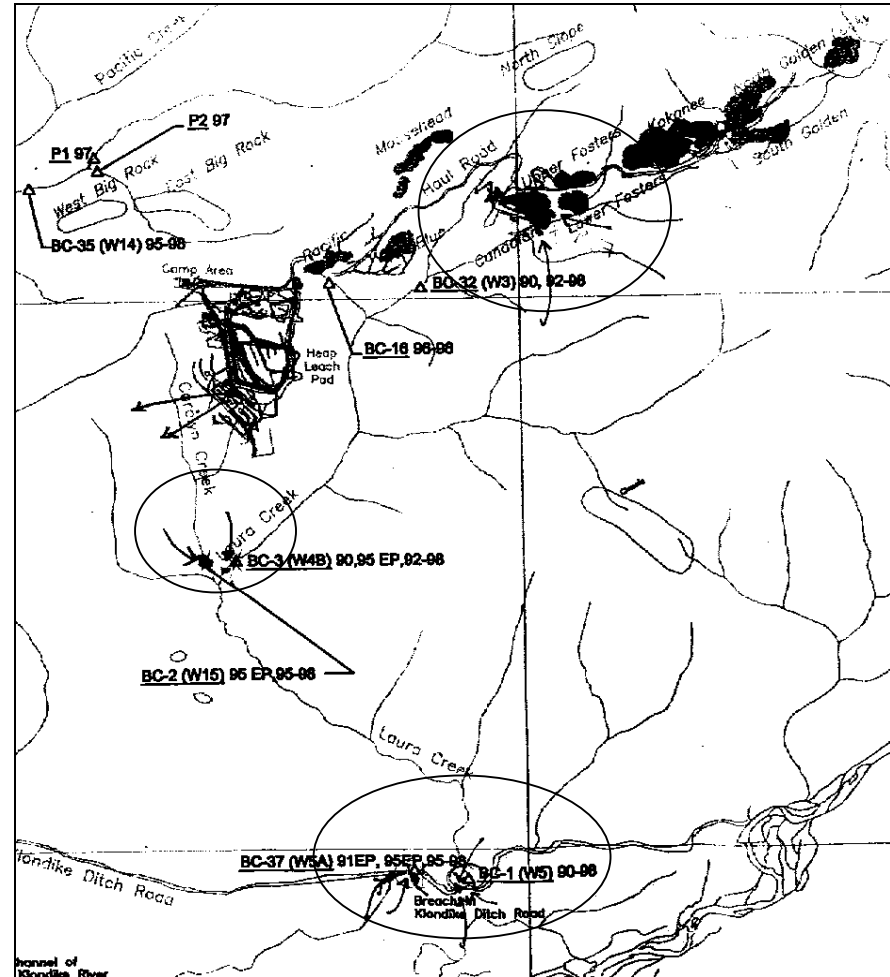 Pacific Creek
North Slope
North Golden
South Golden
P2 97
P1 97
Moosehead
Kokanee
Upper Fosters
Haul Road
West Big Rock
East Big Rock
BC-35 (W14) 95-98
Lower Fosters
Canadian
Pacific
Blue
Camp Area
BC-32 (W3) 90, 92-98
BC-16 96-98
Heap
Leach
Pad
Carolyn Creek
Laura Creek
BC-3 (W4B) 90,95 EP,92-98
BC-2 (W15) 95 EP,95-98
Laura Creek
BC-37 (W5A) 91EP, 95EP,95-98
BC-1 (W5) 90-98
Klondike Ditch Road
Breach in
Klondike Ditch Road
hannel of
Klondike River